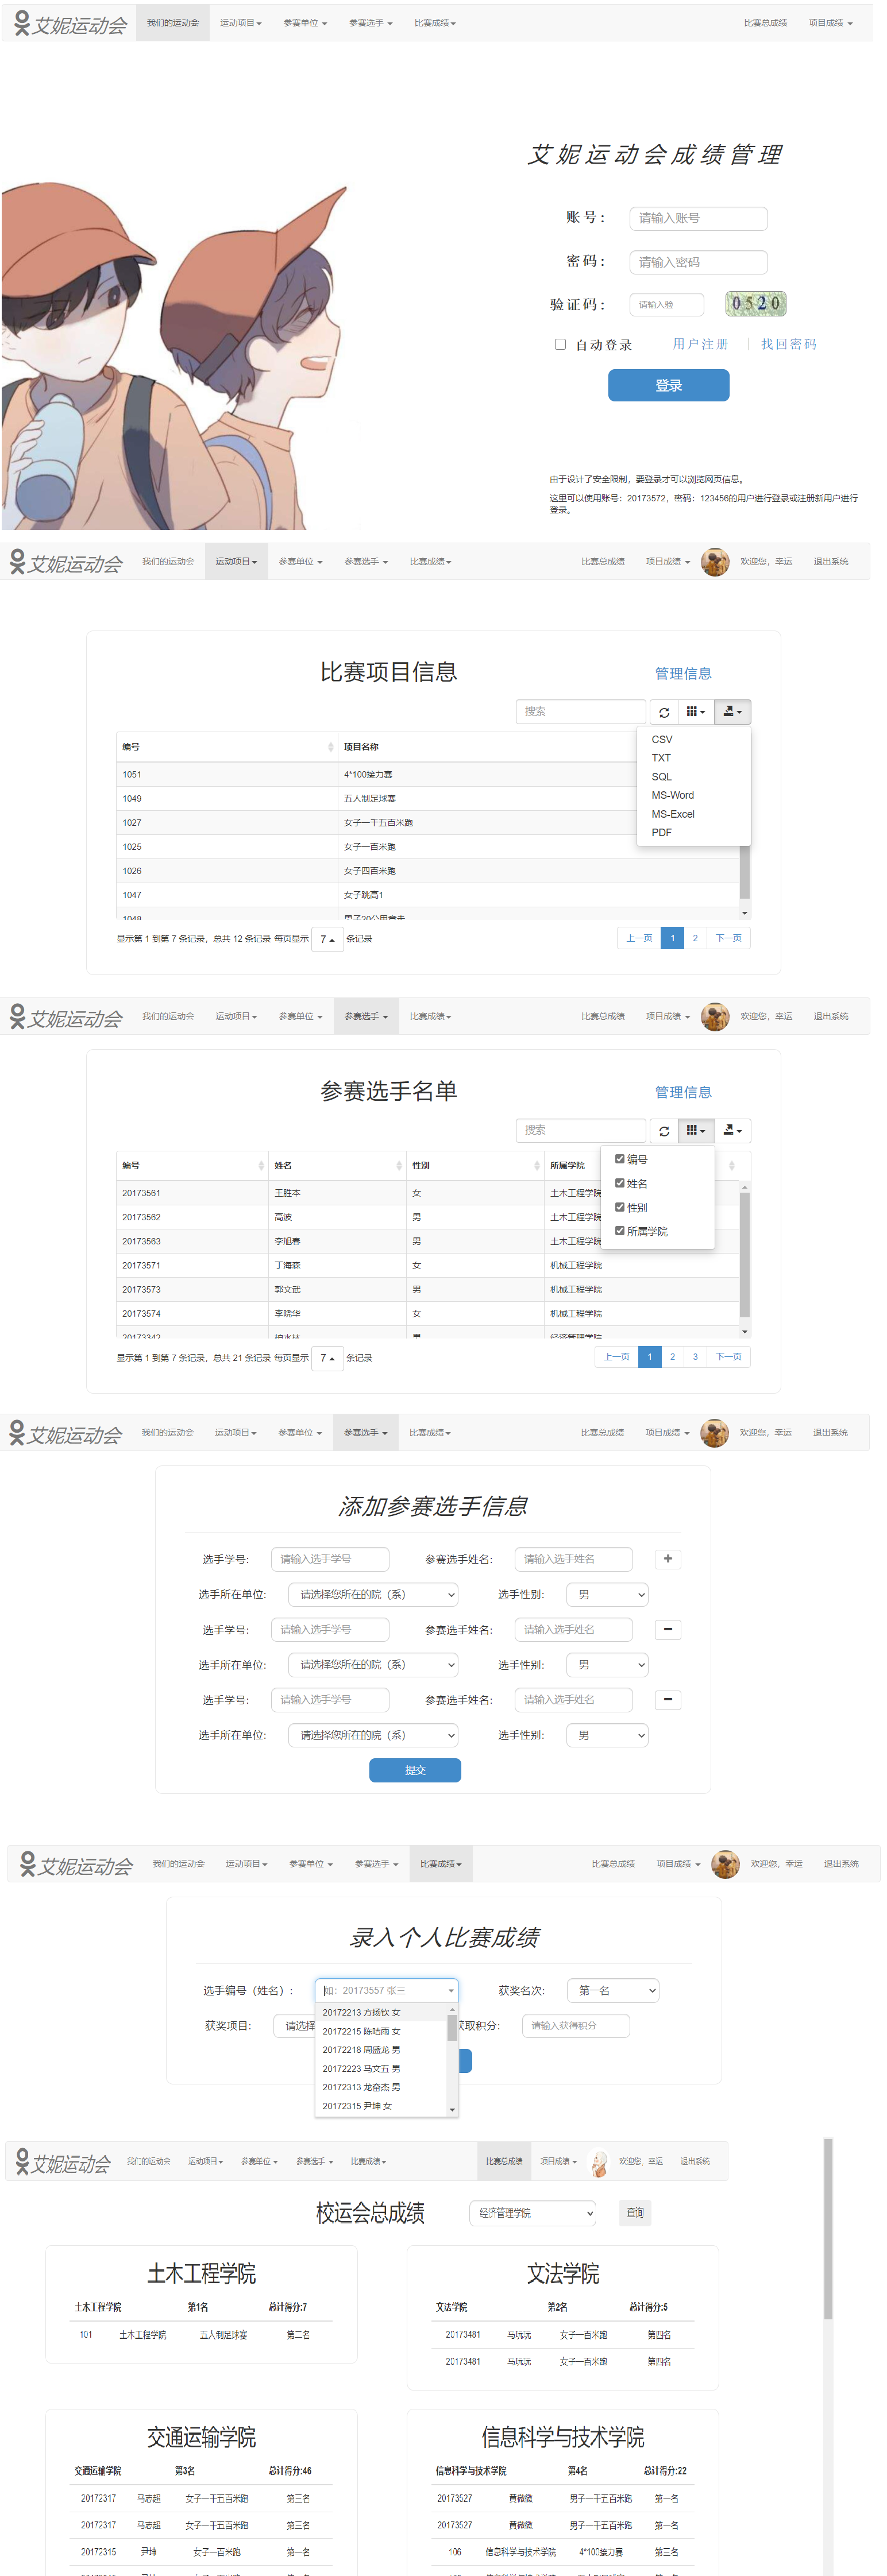 艾妮运动会 我们的运动会 运动项目 参赛单位 参赛选手 比赛成绩 比赛总成绩 项目成绩
艾妮运动会成绩管理
账号： 请输入账号
密码： 请输入密码
验证码： 请输入验 0520
自动登录 用户注册 | 找回密码
登录
由于设计了安全限制，要登录才可以浏览网页信息。
这里可以使用账号：20173572，密码：123456的用户进行登录或注册新用户进行
登录。
艾妮运动会 我们的运动会 运动项目 参赛单位 参赛选手 比赛成绩 比赛总成绩 项目成绩 欢迎您，幸运 退出系统
比赛项目信息 管理信息
搜索
编号 项目名称
CSV
TXT
SQL
MS-Word
MS-Excel
PDF
1051 4*100接力赛
1049 五人制足球赛
1027 女子一千五百米跑
1025 女子一百米跑
1026 女子四百米跑
1047 女子跳高1
1048 男子20公里竞走
显示第 1 到第 7 条记录，总共 12 条记录 每页显示 7 条记录 上一页 1 2 下一页
艾妮运动会 我们的运动会 运动项目 参赛单位 参赛选手 比赛成绩 比赛总成绩 项目成绩 欢迎您，幸运 退出系统
参赛选手名单 管理信息
搜索
编号 姓名 性别 所属学院
编号
姓名
性别
所属学院
20173561 王胜本 女 土木工程学院
20173562 高波 男 土木工程学院
20173563 李旭春 男 土木工程学院
20173571 丁海森 女 机械工程学院
20173573 郭文武 男 机械工程学院
20173574 李晓华 女 机械工程学院
20173342 男 经济管理学院
显示第 1 到第 7 条记录，总共 21 条记录 每页显示 7 条记录 上一页 1 2 3 下一页
艾妮运动会 我们的运动会 运动项目 参赛单位 参赛选手 比赛成绩 比赛总成绩 项目成绩 欢迎您，幸运 退出系统
添加参赛选手信息
选手学号: 请输入选手学号 参赛选手姓名: 请输入选手姓名 +
选手所在单位: 请选择您所在的院（系） 选手性别: 男
选手学号: 请输入选手学号 参赛选手姓名: 请输入选手姓名 -
选手所在单位: 请选择您所在的院（系） 选手性别: 男
选手学号: 请输入选手学号 参赛选手姓名: 请输入选手姓名 -
选手所在单位: 请选择您所在的院（系） 选手性别: 男
提交
艾妮运动会 我们的运动会 运动项目 参赛单位 参赛选手 比赛成绩 比赛总成绩 项目成绩 欢迎您，幸运 退出系统
录入个人比赛成绩
选手编号（姓名）: 如：20173557 张三 获奖名次: 第一名
获奖项目: 请选择 获取积分: 请输入获得积分
20172213 方扬钦 女
20172215 陈喆雨 女
20172218 周盛龙 男
20172223 马文五 男
20172313 龙奋杰 男
20172315 尹坤 女
艾妮运动会 我们的运动会 运动项目 参赛单位 参赛选手 比赛成绩 比赛总成绩 项目成绩 欢迎您，幸运 退出系统
校运会总成绩 经济管理学院 查询
土木工程学院
土木工程学院 第1名 总计得分:7
101 土木工程学院 五人制足球赛 第二名
文法学院
文法学院 第2名 总计得分:5
20173481 马玩沅 女子一百米跑 第四名
20173481 马玩沅 女子一百米跑 第四名
交通运输学院
交通运输学院 第3名 总计得分:46
20172317 马志超 女子一千五百米跑 第三名
20172317 马志超 女子一千五百米跑 第三名
20172315 尹坤 女子一百米跑 第一名
信息科学与技术学院
信息科学与技术学院 第4名 总计得分:22
20173527 黄微微 男子一千五百米跑 第一名
20173527 黄微微 男子一千五百米跑 第一名
106 信息科学与技术学院 4*100接力赛 第三名